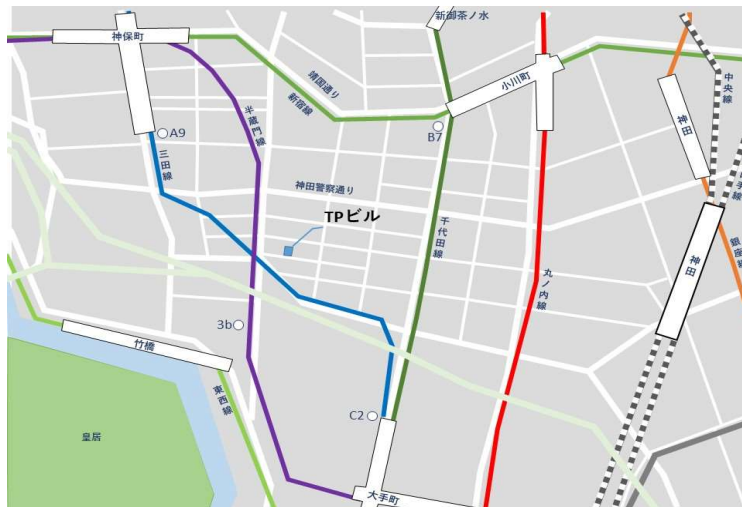 新御茶ノ水
神保町
靖国通り
新宿線
小川町
中央線
神田
半蔵門線
A9
三田線
B7
神田警察通り
TPビル
千代田線
丸ノ内線
神田
銀座線
3b
竹橋
東西線
C2
皇居
大手町